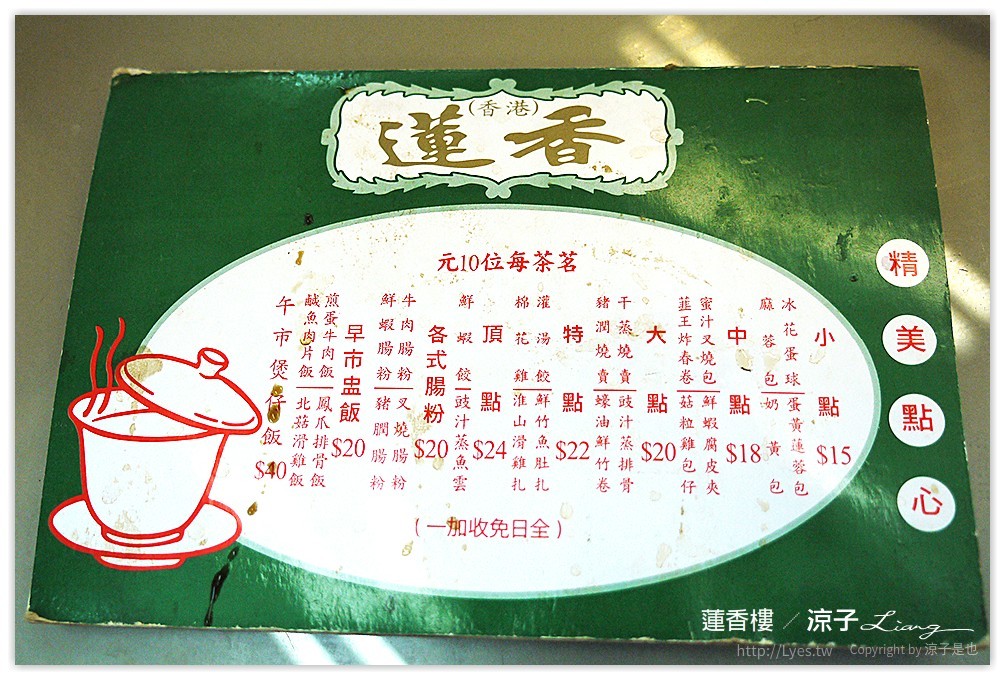 (香港)
蓮香
元10位每茶茗
精美點心
小點 $15
冰花蛋球 蛋黃蓮蓉包
麻蓉包 奶黃包
中點 $18
蜜汁叉燒包 鮮蝦腐皮夾
韮王炸春卷 菇粒雞包仔
大點 $20
干蒸燒賣 豉汁蒸排骨
豬潤燒賣 蠔油鮮竹卷
特點 $22
灌湯餃 鮮竹魚肚扎
棉花雞 淮山滑雞扎
頂點 $24
鮮蝦餃 豉汁蒸魚雲
各式腸粉 $20
牛肉腸粉 叉燒腸粉
鮮蝦腸粉 豬膶腸粉
早市盅飯 $20
煎蛋牛肉飯 鳳爪排骨飯
鹹魚肉片飯 北菇滑雞飯
午市煲仔飯 $40
(一加收免日全)
蓮香樓 / 涼子 Liang
http://Lyes.tw Copyright by 涼子是也